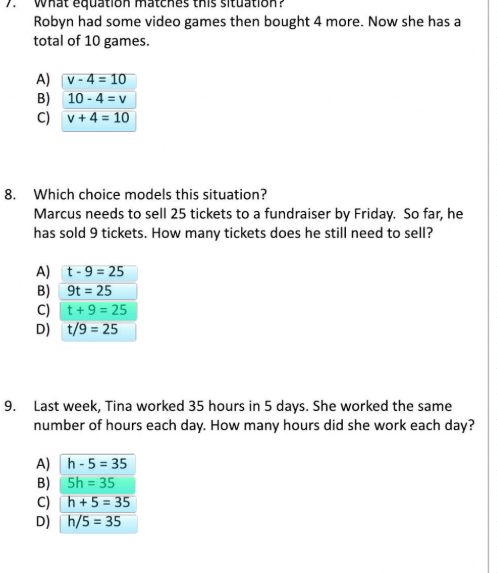 7. What equation matches this situation?
Robyn had some video games then bought 4 more. Now she has a
total of 10 games.
A) v - 4 = 10
B) 10 - 4 = v
C) v + 4 = 10
8. Which choice models this situation?
Marcus needs to sell 25 tickets to a fundraiser by Friday. So far, he
has sold 9 tickets. How many tickets does he still need to sell?
A) t - 9 = 25
B) 9t = 25
C) t + 9 = 25
D) t/9 = 25
9. Last week, Tina worked 35 hours in 5 days. She worked the same
number of hours each day. How many hours did she work each day?
A) h - 5 = 35
B) 5h = 35
C) h + 5 = 35
D) h/5 = 35